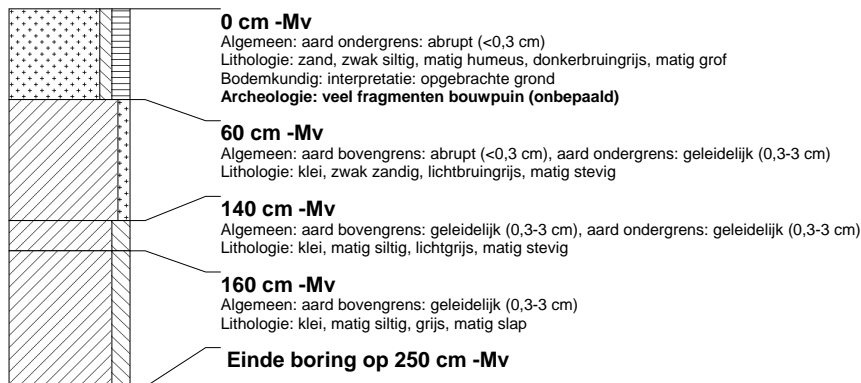 0 cm -Mv
Algemeen: aard ondergrens: abrupt (<0,3 cm)
Lithologie: zand, zwak siltig, matig humeus, donkerbruingrijs, matig grof
Bodemkundig: interpretatie: opgebrachte grond
Archeologie: veel fragmenten bouwpuin (onbepaald)
60 cm -Mv
Algemeen: aard bovengrens: abrupt (<0,3 cm), aard ondergrens: geleidelijk (0,3-3 cm)
Lithologie: klei, zwak zandig, lichtbruingrijs, matig stevig
140 cm -Mv
Algemeen: aard bovengrens: geleidelijk (0,3-3 cm), aard ondergrens: geleidelijk (0,3-3 cm)
Lithologie: klei, matig siltig, lichtgrijs, matig stevig
160 cm -Mv
Algemeen: aard bovengrens: geleidelijk (0,3-3 cm)
Lithologie: klei, matig siltig, grijs, matig slap
Einde boring op 250 cm -Mv